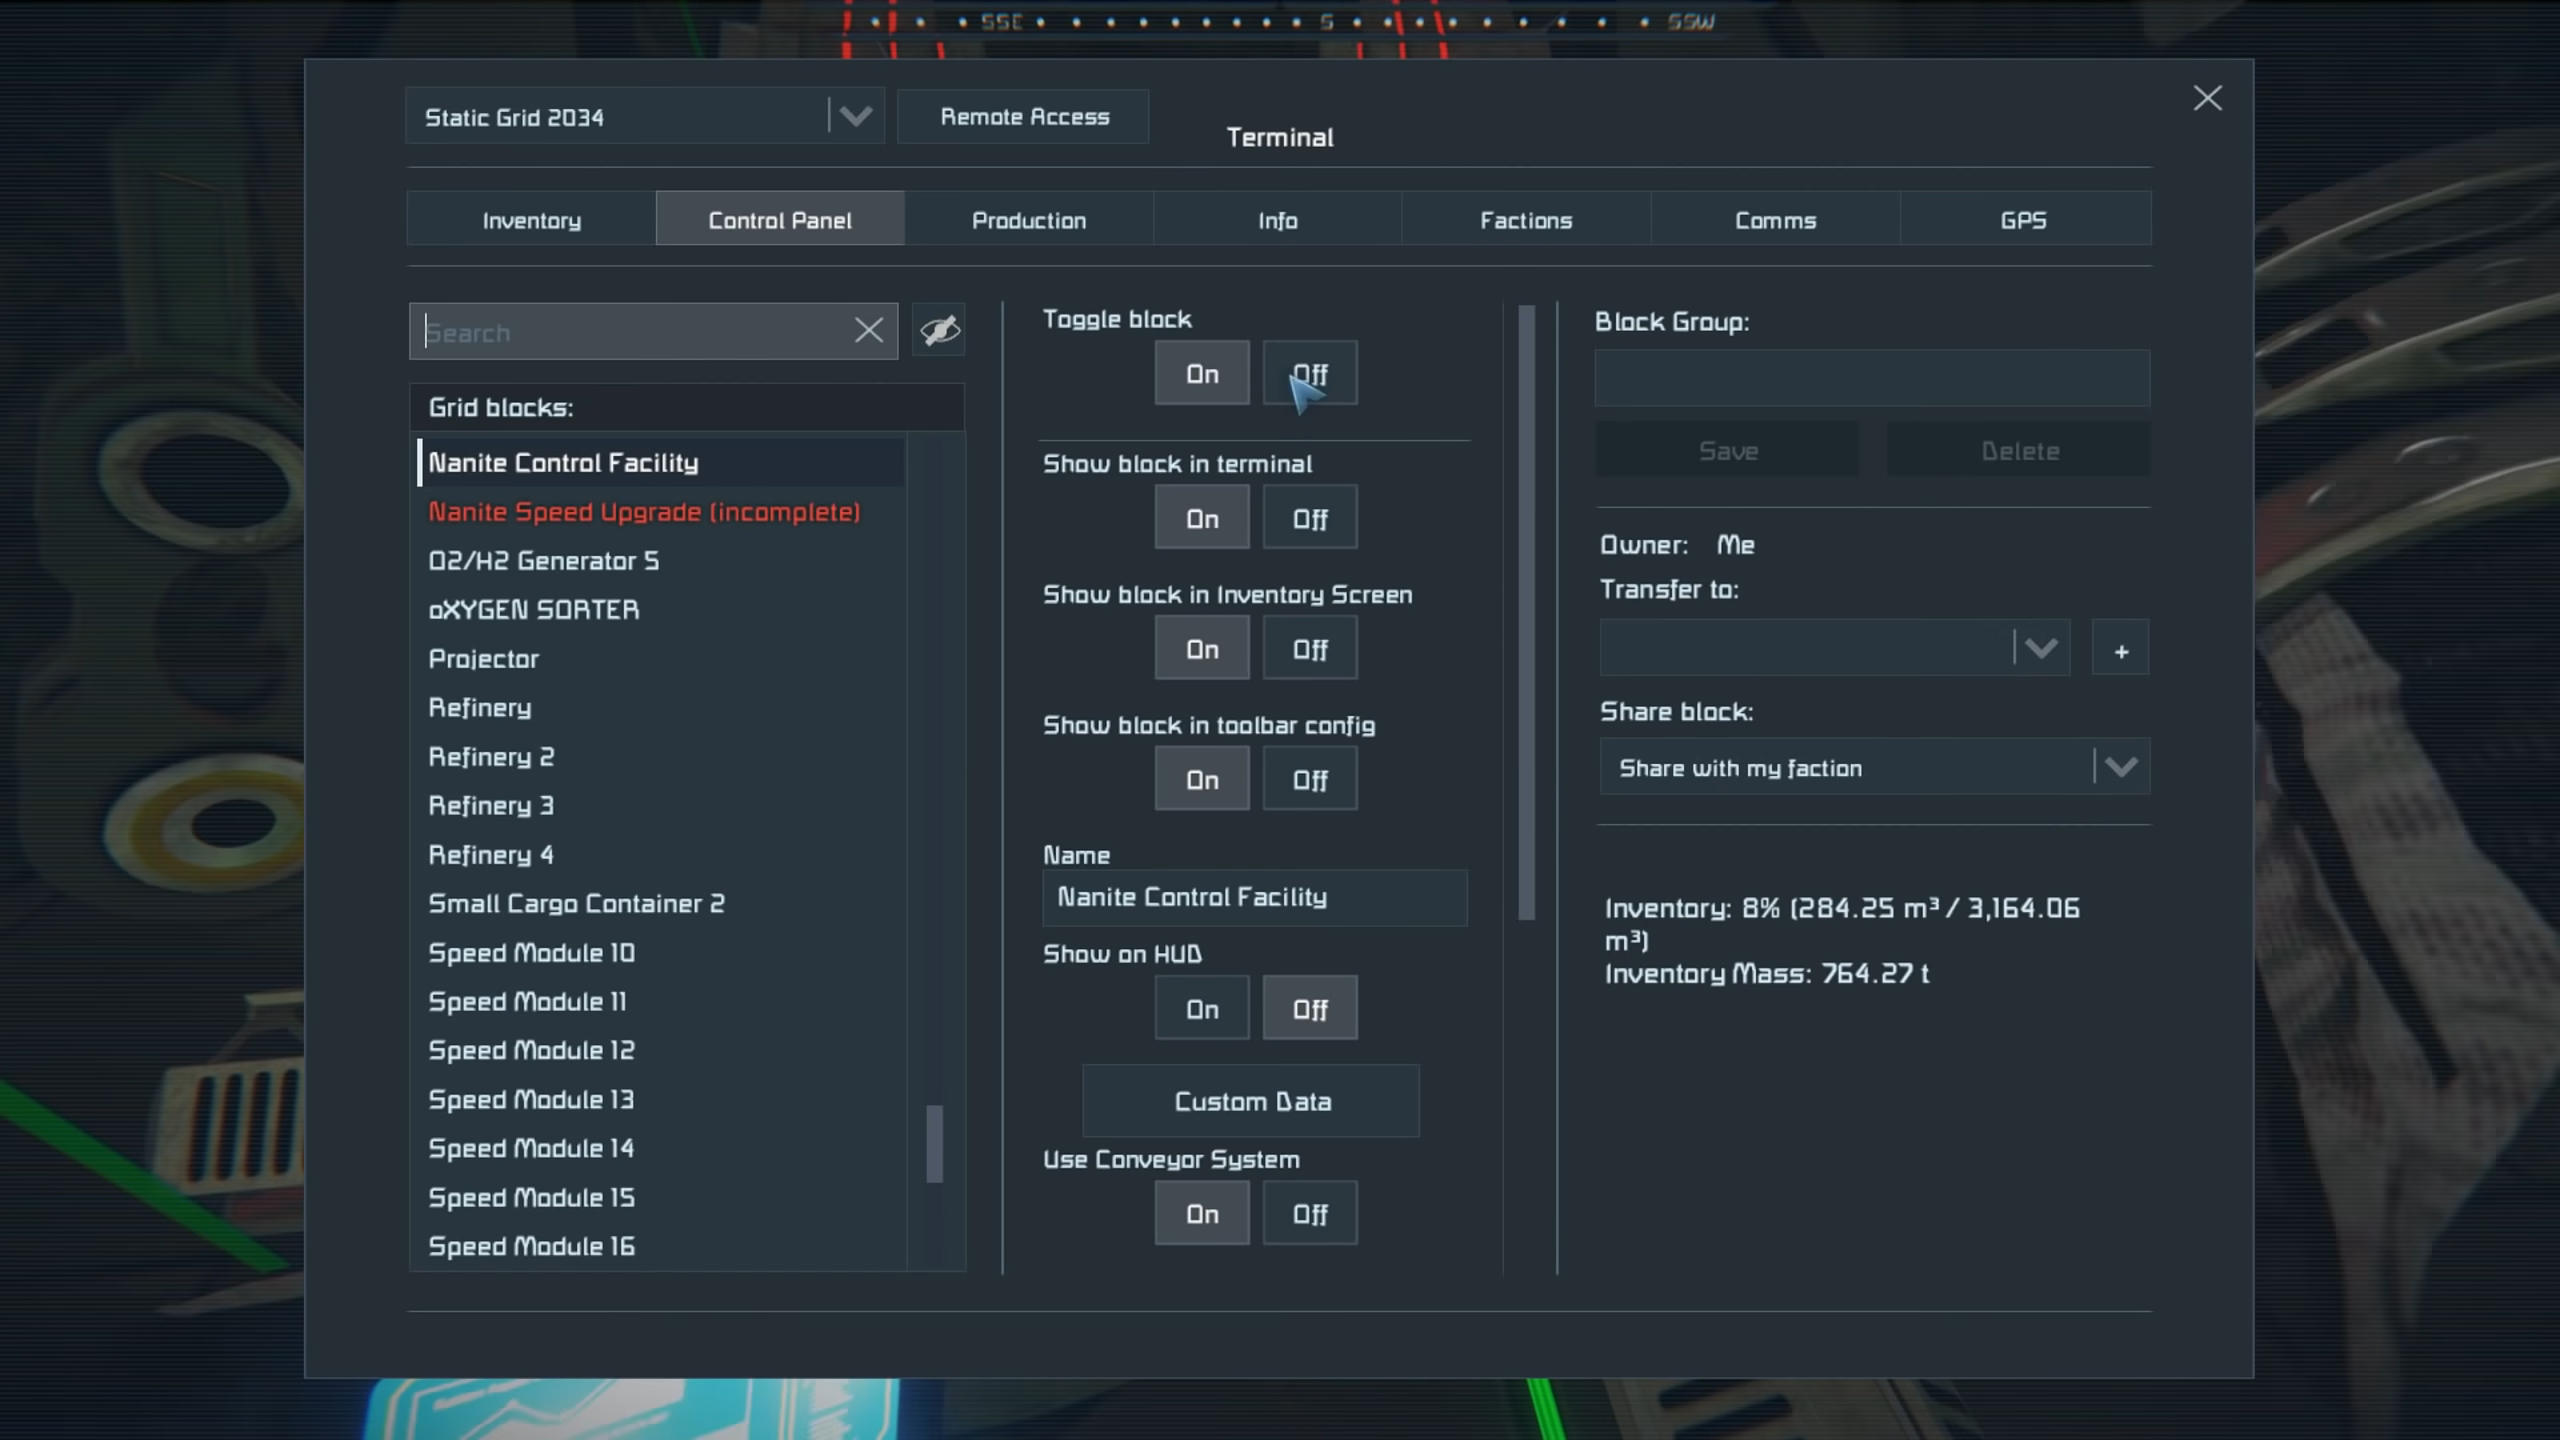 SSE S SSW
Static Grid 2034
Remote Access
Terminal
Inventory
Control Panel
Production
Info
Factions
Comms
GPS
Search
Grid blocks:
Nanite Control Facility
Nanite Speed Upgrade (incomplete)
O2/H2 Generator 5
oXYGEN SORTER
Projector
Refinery
Refinery 2
Refinery 3
Refinery 4
Small Cargo Container 2
Speed Module 10
Speed Module 11
Speed Module 12
Speed Module 13
Speed Module 14
Speed Module 15
Speed Module 16
Toggle block
On Off
Show block in terminal
On Off
Show block in Inventory Screen
On Off
Show block in toolbar config
On Off
Name
Nanite Control Facility
Show on HUD
On Off
Custom Data
Use Conveyor System
On Off
Block Group:
Save Delete
Owner: Me
Transfer to:
+
Share block:
Share with my faction
Inventory: 8% (284.25 m³ / 3,164.06
m³)
Inventory Mass: 764.27 t